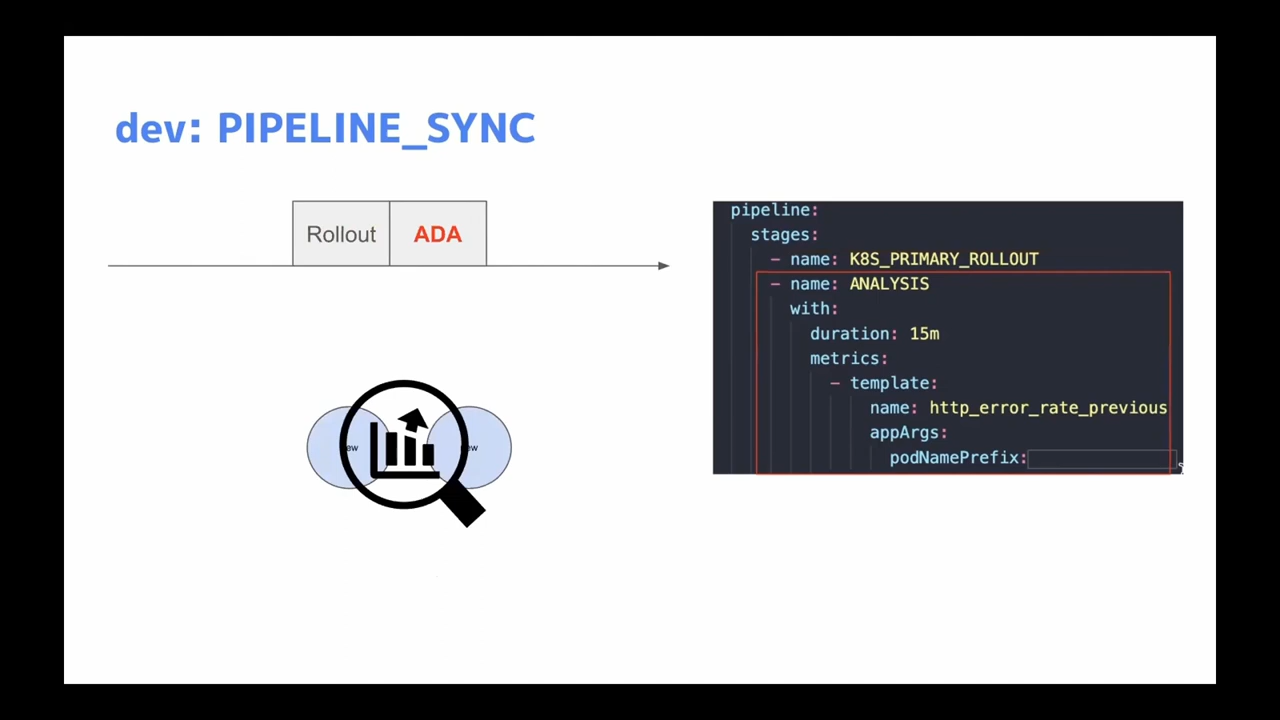 dev: PIPELINE_SYNC
Rollout
ADA
pipeline:
stages:
- name: K8S_PRIMARY_ROLLOUT
- name: ANALYSIS
with:
duration: 15m
metrics:
- template:
name: http_error_rate_previous
appArgs:
podNamePrefix: